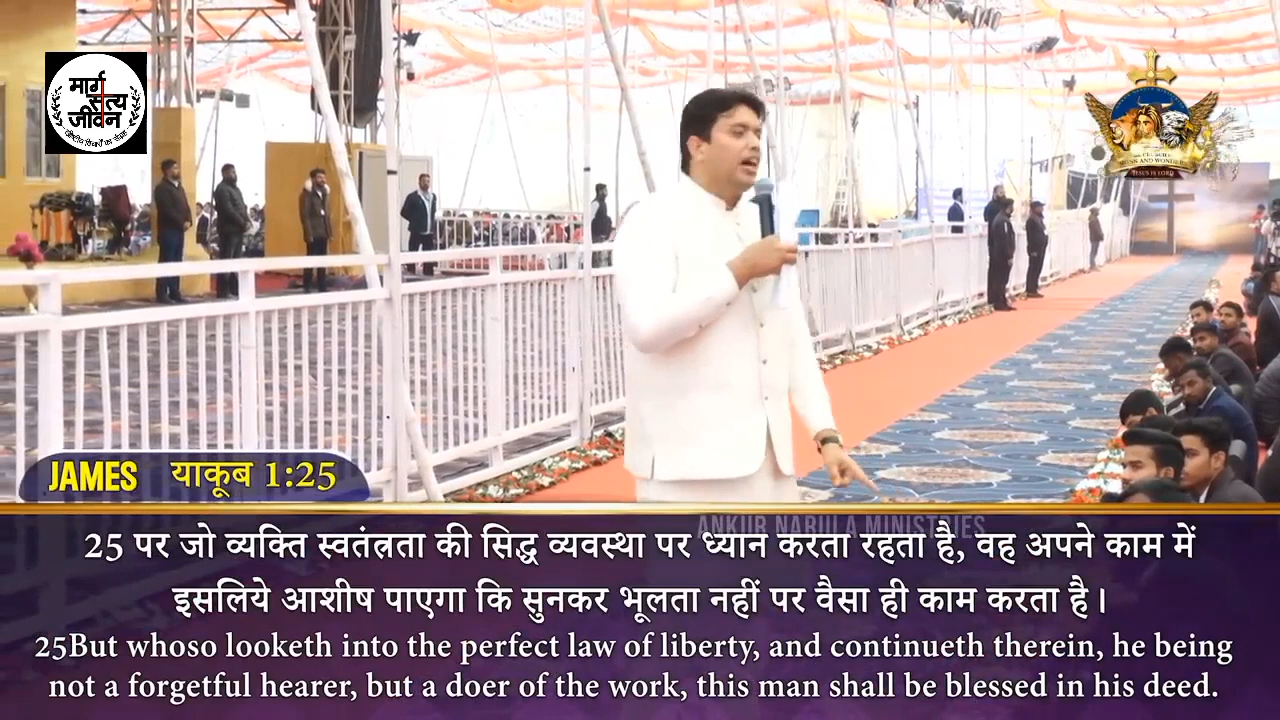 मार्ग
सत्य
जीवन
SIGNS AND WONDERS
JESUS IS LORD
JAMES याकूब 1:25
ANKUR NARULA MINISTRIES
25 पर जो व्यक्ति स्वतंत्रता की सिद्ध व्यवस्था पर ध्यान करता रहता है, वह अपने काम में
इसलिये आशीष पाएगा कि सुनकर भूलता नहीं पर वैसा ही काम करता है।
25But whoso looketh into the perfect law of liberty, and continueth therein, he being
not a forgetful hearer, but a doer of the work, this man shall be blessed in his deed.